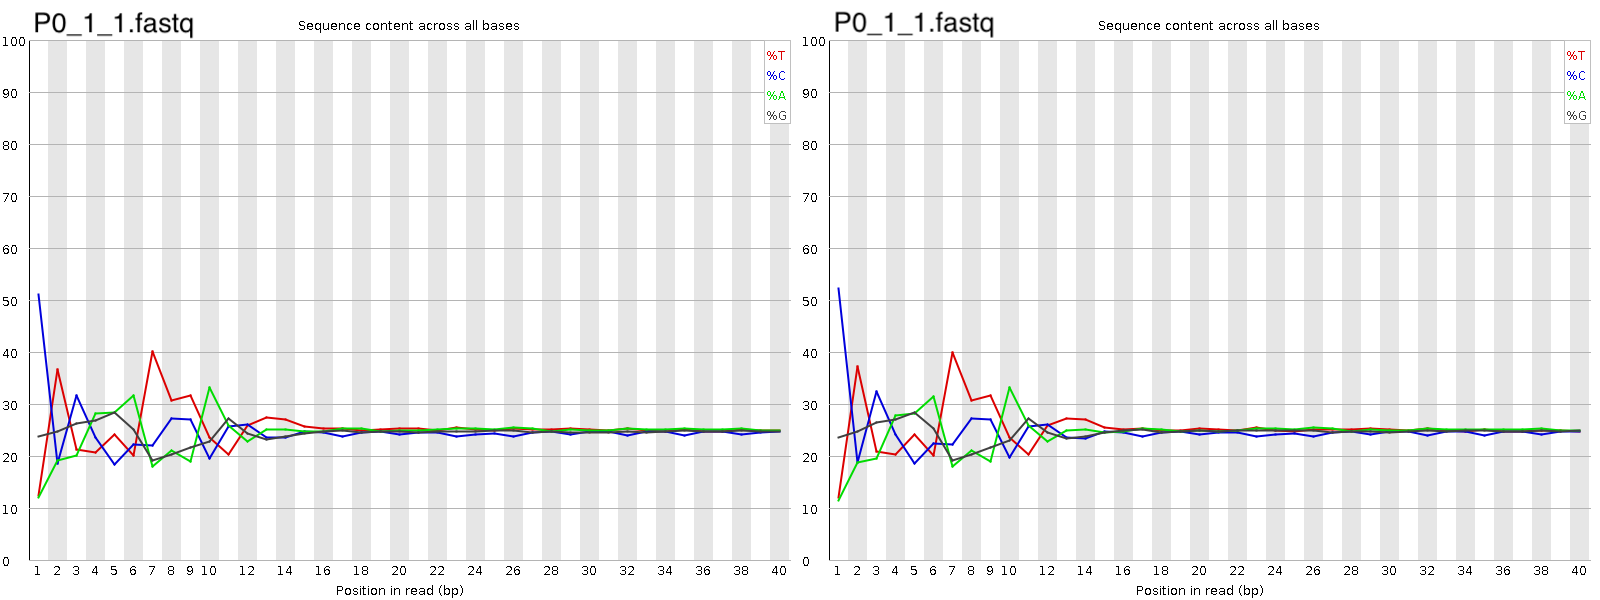 P0_1_1.fastq
Sequence content across all bases
100
90
80
70
60
50
40
30
20
10
0
%T
%C
%A
%G
1 2 3 4 5 6 7 8 9 10 12 14 16 18 20 22 24 26 28 30 32 34 36 38 40
Position in read (bp)
P0_1_1.fastq
Sequence content across all bases
100
90
80
70
60
50
40
30
20
10
0
%T
%C
%A
%G
1 2 3 4 5 6 7 8 9 10 12 14 16 18 20 22 24 26 28 30 32 34 36 38 40
Position in read (bp)